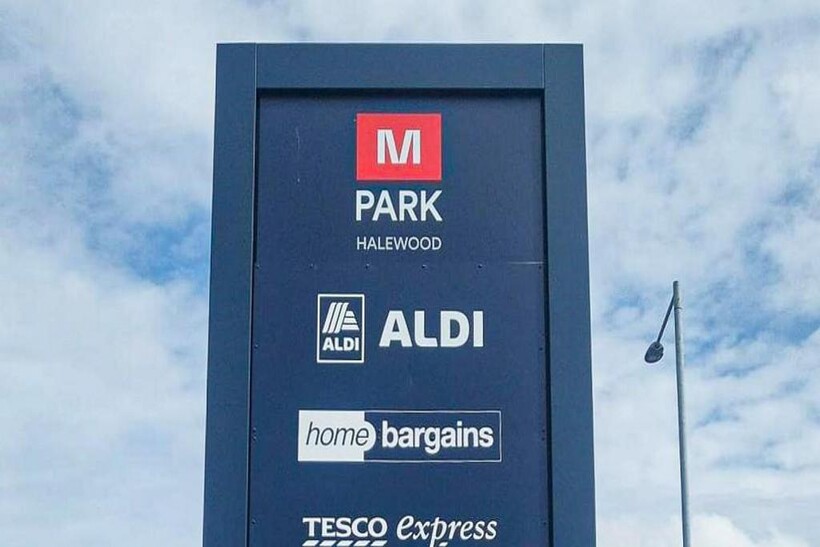 M
PARK
HALEWOOD
ALDI ALDI
home bargains
TESCO express